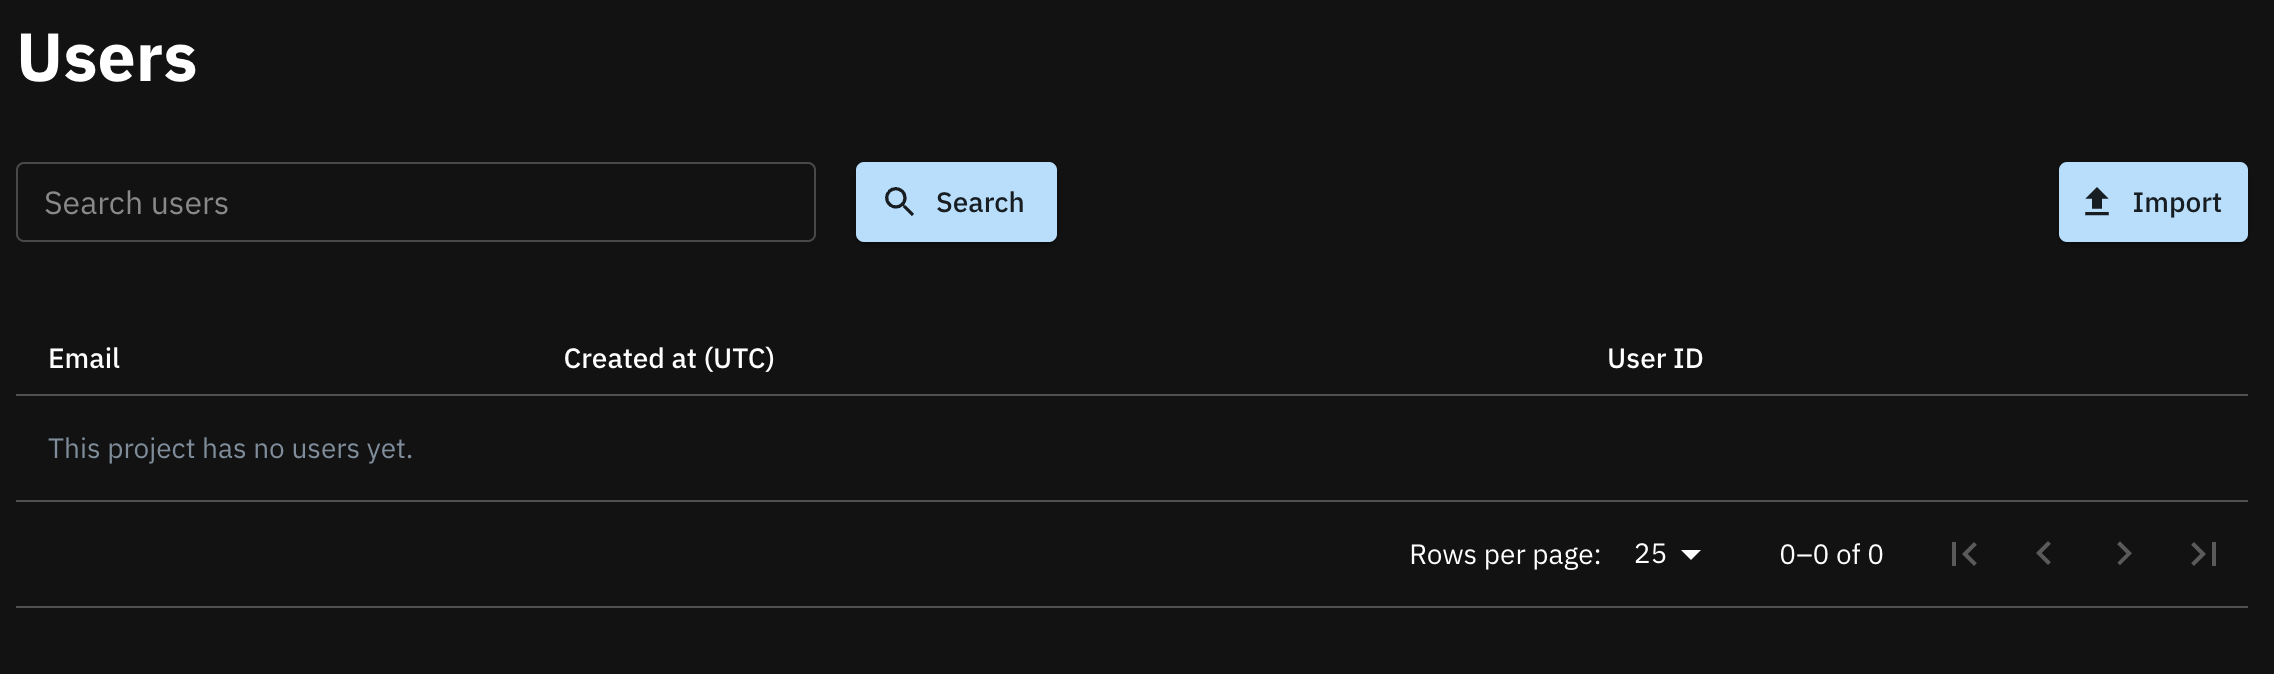 Users
Search users
Search
Import
Email Created at (UTC) User ID
This project has no users yet.
Rows per page: 25 0–0 of 0